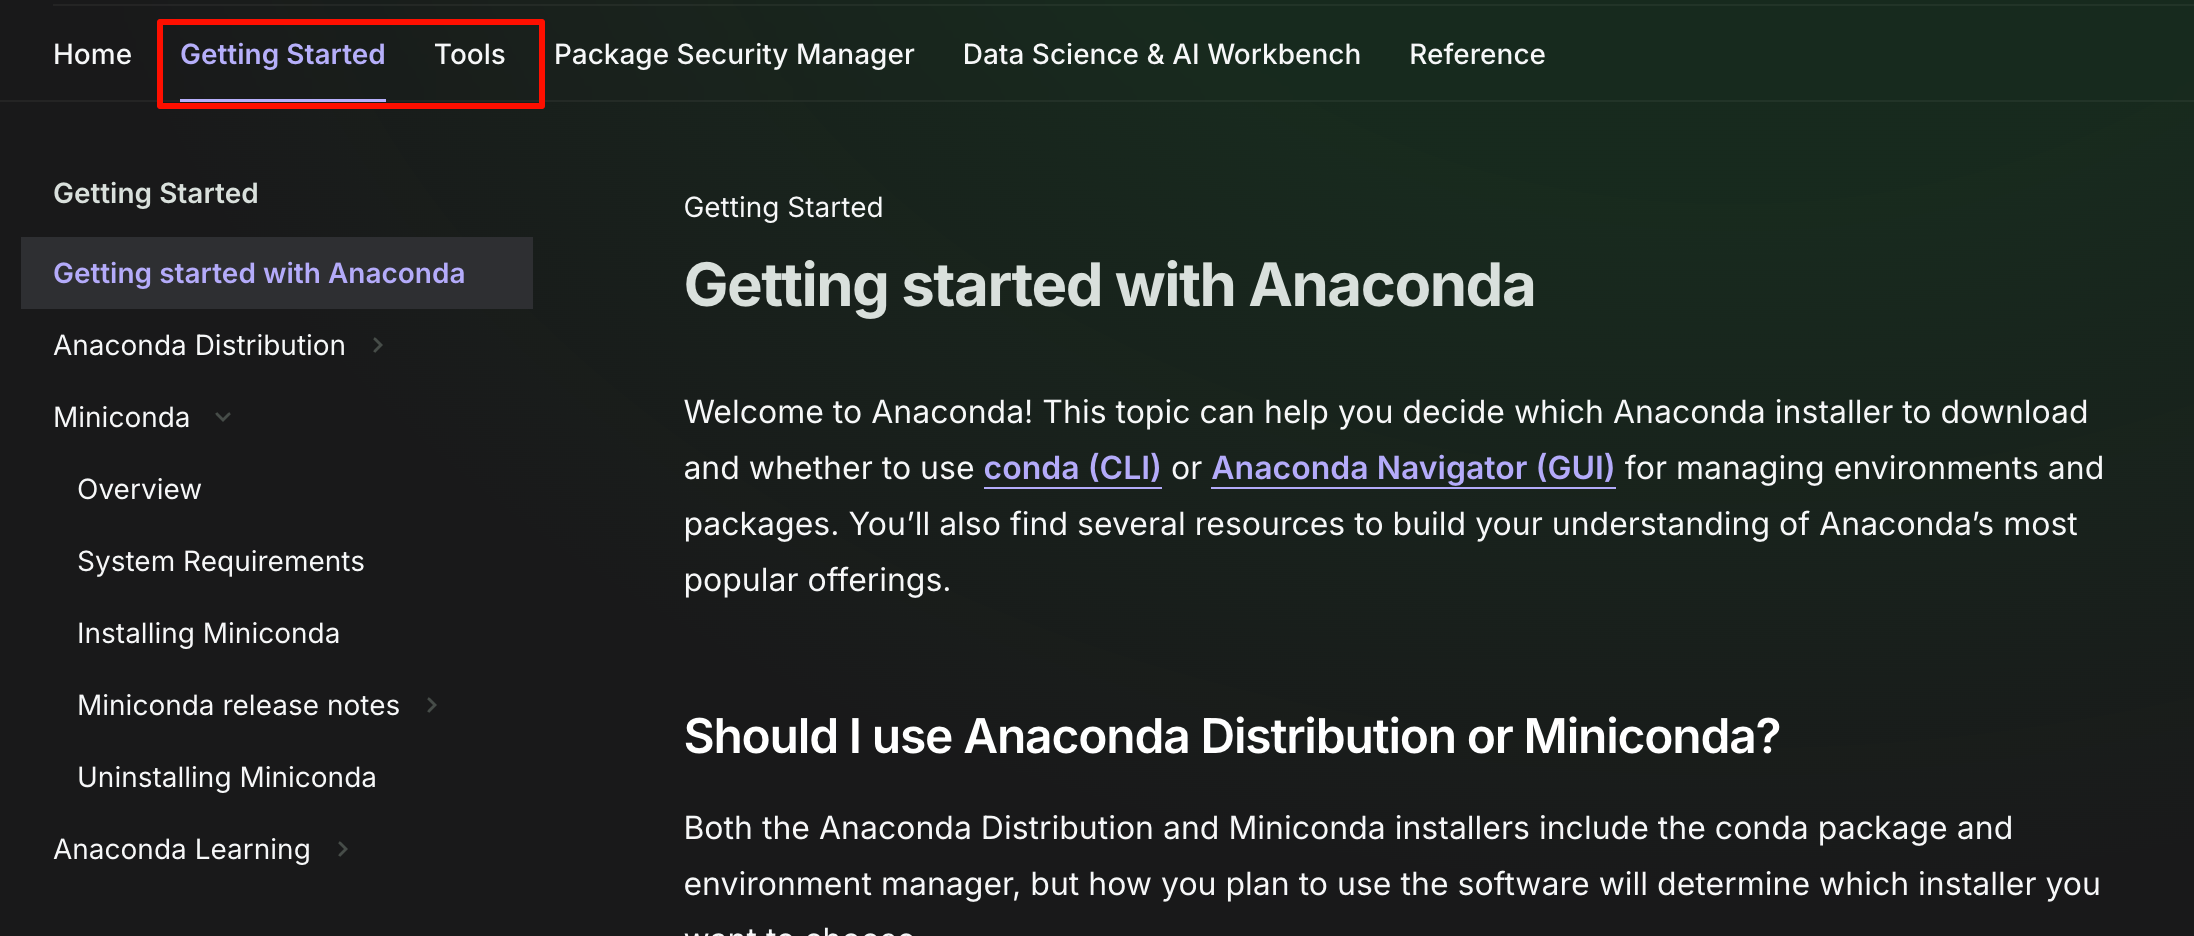 Home Getting Started Tools Package Security Manager Data Science & AI Workbench Reference
Getting Started
Getting started with Anaconda
Anaconda Distribution
Miniconda
Overview
System Requirements
Installing Miniconda
Miniconda release notes
Uninstalling Miniconda
Anaconda Learning
Getting Started
Getting started with Anaconda
Welcome to Anaconda! This topic can help you decide which Anaconda installer to download
and whether to use conda (CLI) or Anaconda Navigator (GUI) for managing environments and
packages. You’ll also find several resources to build your understanding of Anaconda’s most
popular offerings.
Should I use Anaconda Distribution or Miniconda?
Both the Anaconda Distribution and Miniconda installers include the conda package and
environment manager, but how you plan to use the software will determine which installer you
want to choose